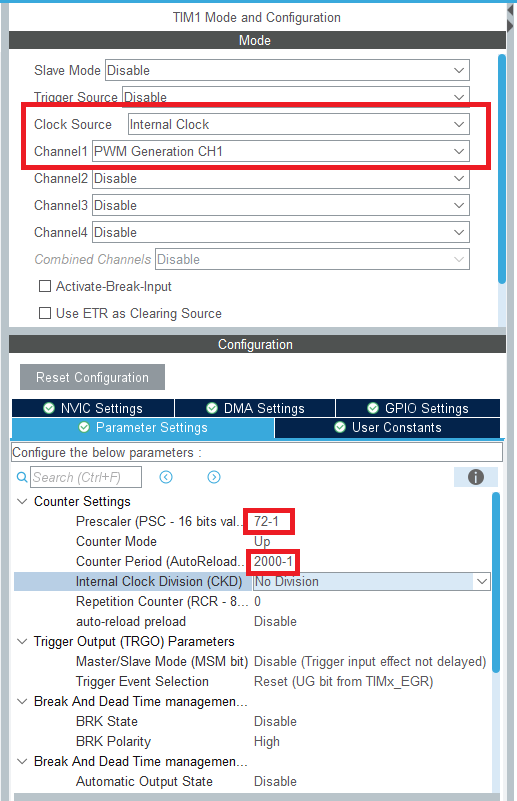 TIM1 Mode and Configuration
Mode
Slave Mode Disable
Trigger Source Disable
Clock Source Internal Clock
Channel1 PWM Generation CH1
Channel2 Disable
Channel3 Disable
Channel4 Disable
Combined Channels Disable
Activate-Break-Input
Use ETR as Clearing Source
Configuration
Reset Configuration
NVIC Settings DMA Settings GPIO Settings
Parameter Settings User Constants
Configure the below parameters :
Search (Ctrl+F)
Counter Settings
Prescaler (PSC - 16 bits val... 72-1
Counter Mode Up
Counter Period (AutoReload... 2000-1
Internal Clock Division (CKD) No Division
Repetition Counter (RCR - 8... 0
auto-reload preload Disable
Trigger Output (TRGO) Parameters
Master/Slave Mode (MSM bit) Disable (Trigger input effect not delayed)
Trigger Event Selection Reset (UG bit from TIMx_EGR)
Break And Dead Time managemen...
BRK State Disable
BRK Polarity High
Break And Dead Time managemen...
Automatic Output State Disable